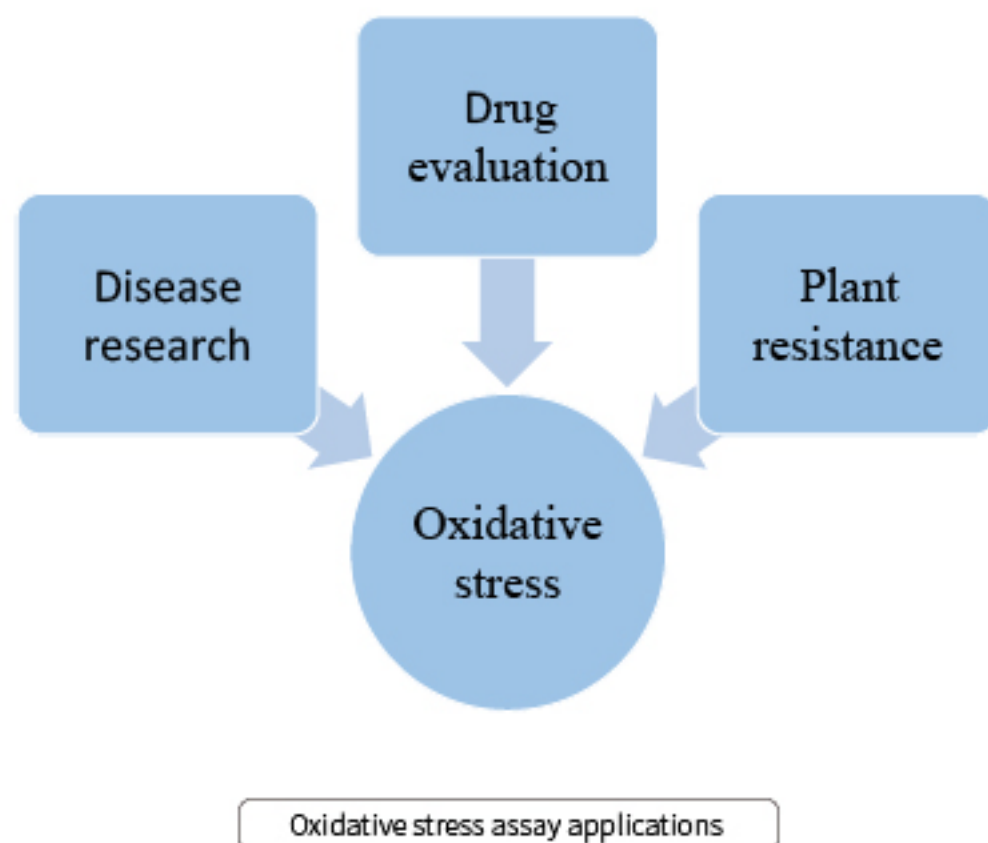 Drug
evaluation
Disease
research
Plant
resistance
Oxidative
stress
Oxidative stress assay applications